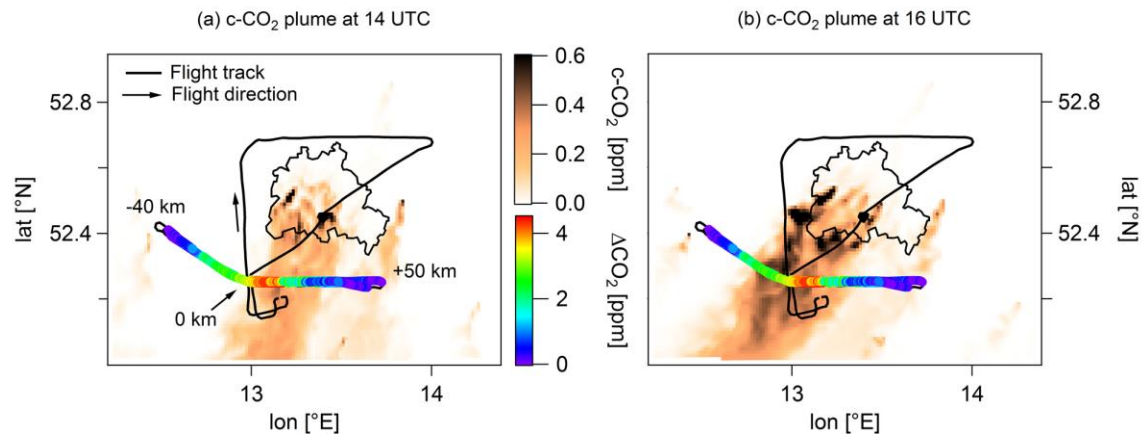 (a) c-CO₂ plume at 14 UTC
(b) c-CO₂ plume at 16 UTC
Flight track
Flight direction
52.8
52.4
lat [°N]
-40 km
0 km
+50 km
13
14
lon [°E]
0.6
0.4
0.2
0.0
c-CO₂ [ppm]
4
2
0
ΔCO₂ [ppm]
52.8
52.4
lat [°N]
13
14
lon [°E]